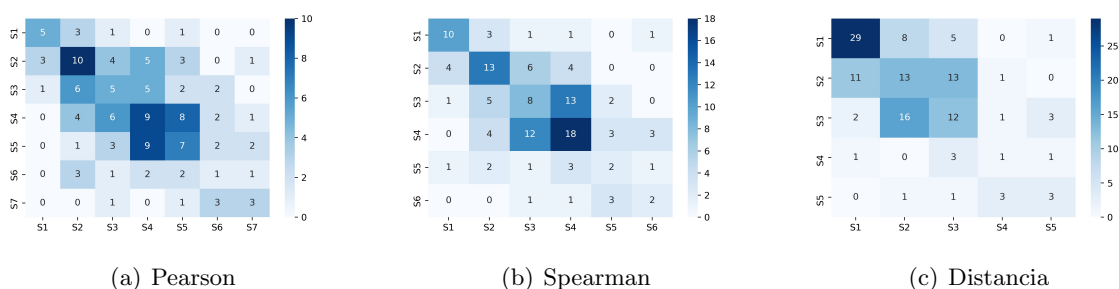 S1 5 3 1 0 1 0 0
S2 3 10 4 5 3 0 1
S3 1 6 5 5 2 2 0
S4 0 4 6 9 8 2 1
S5 0 1 3 9 7 2 2
S6 0 3 1 2 2 1 1
S7 0 0 1 0 1 3 3
S1 S2 S3 S4 S5 S6 S7
10
8
6
4
2
0
(a) Pearson
S1 10 3 1 1 0 1
S2 4 13 6 4 0 0
S3 1 5 8 13 2 0
S4 0 4 12 18 3 3
S5 1 2 1 3 2 1
S6 0 0 1 1 3 2
S1 S2 S3 S4 S5 S6
18
16
14
12
10
8
6
4
2
0
(b) Spearman
S1 29 8 5 0 1
S2 11 13 13 1 0
S3 2 16 12 1 3
S4 1 0 3 1 1
S5 0 1 1 3 3
S1 S2 S3 S4 S5
25
20
15
10
5
0
(c) Distancia